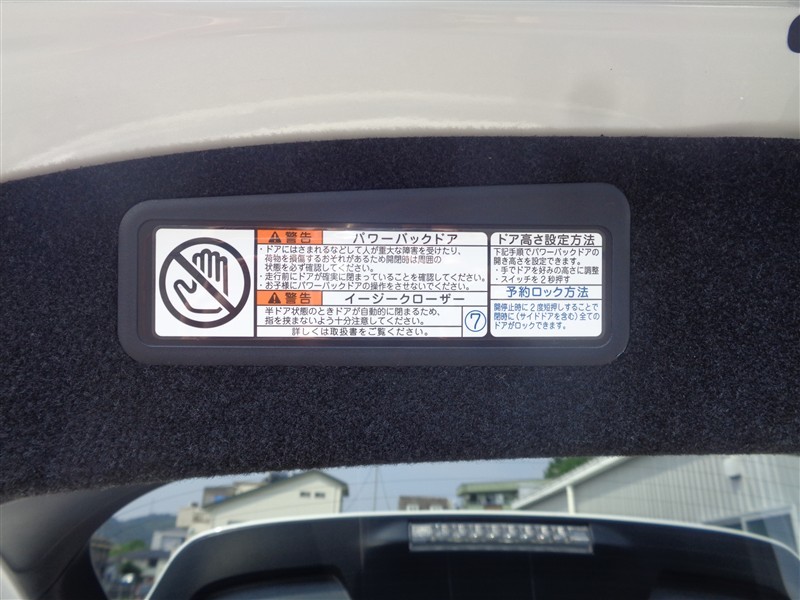 警告 パワーバックドア
・ドアにはさまれるなどして人が重大な障害を受けたり、
荷物を損傷するおそれがあるため開閉時は周囲の
状態を必ず確認してください。
・走行前にドアが確実に閉まっていることを確認してください。
・お子様にパワーバックドアの操作をさせないでください。
警告 イージークローザー
半ドア状態のときドアが自動的に閉まるため、
指を挟まないよう十分注意してください。
詳しくは取扱書をご覧ください。
⑦
ドア高さ設定方法
下記手順でパワーバックドアの
開き高さを設定できます。
・手でドアを好みの高さに調整
・スイッチを2秒押す
予約ロック方法
開停止時に2度短押しすることで
閉時に(サイドドアを含む)全ての
ドアがロックできます。